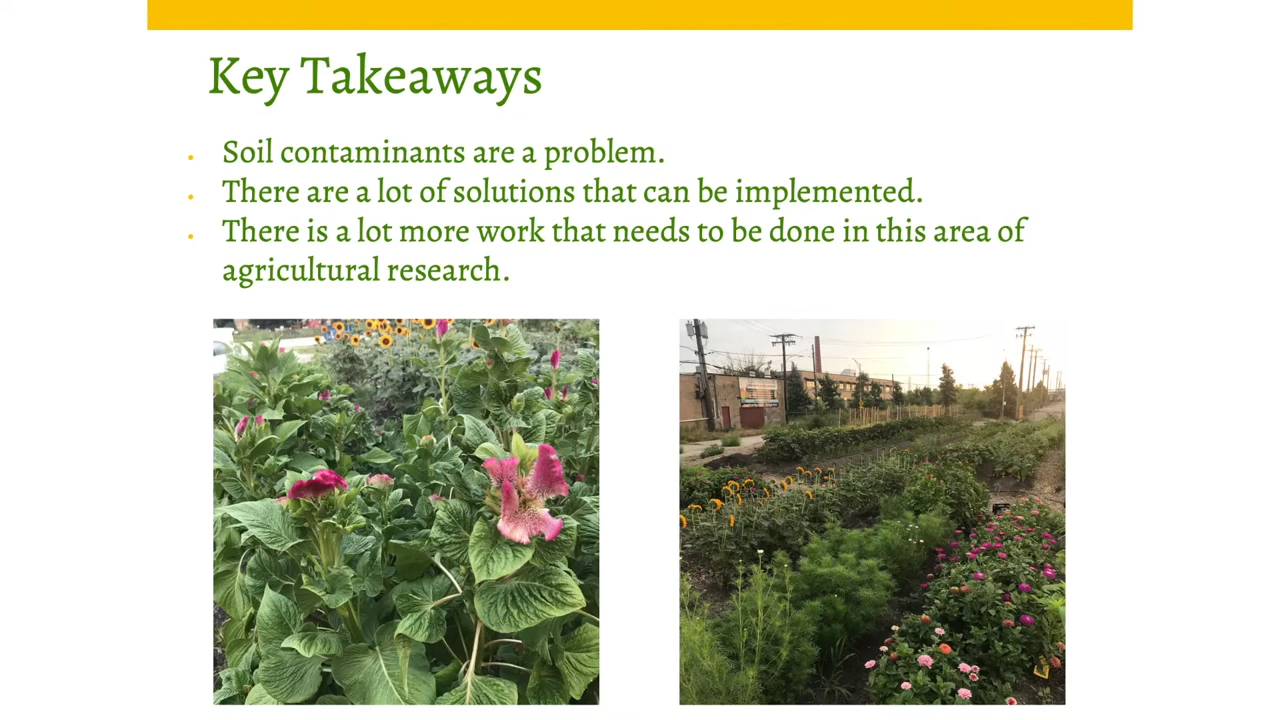 Key Takeaways
Soil contaminants are a problem.
There are a lot of solutions that can be implemented.
There is a lot more work that needs to be done in this area of
agricultural research.